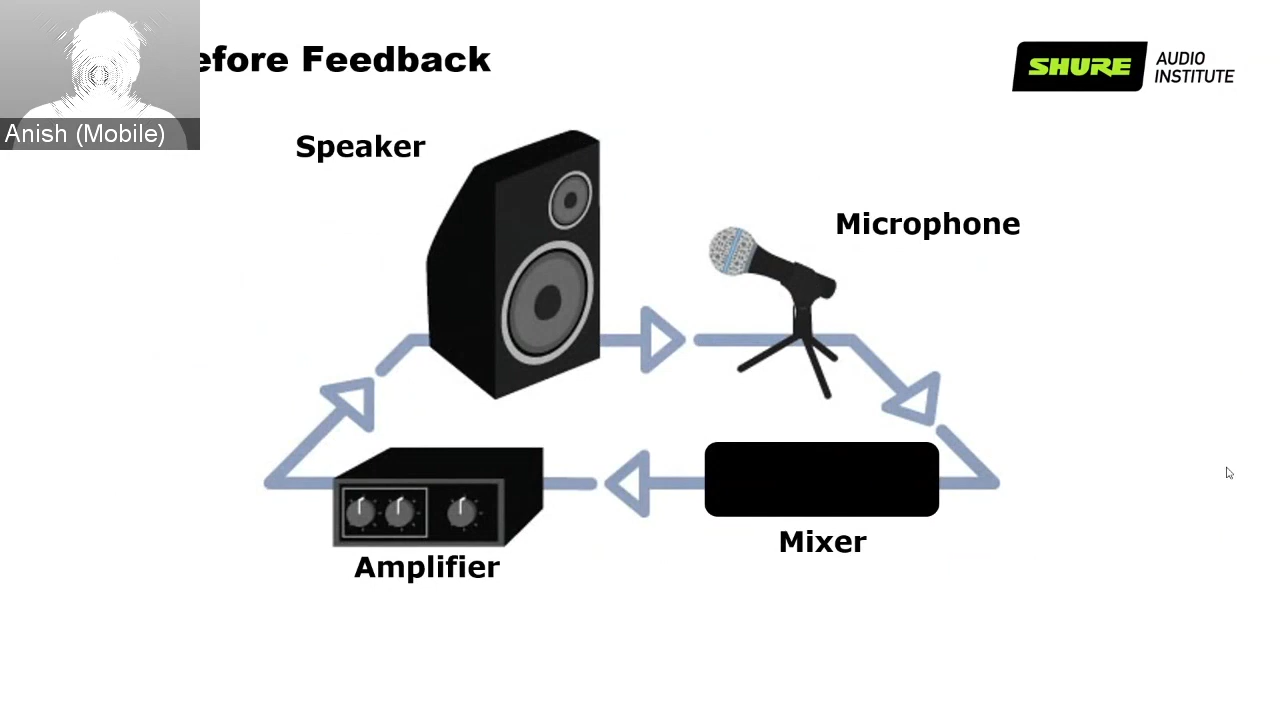 efore Feedback
SHURE AUDIO
INSTITUTE
Anish (Mobile)
Speaker
Microphone
Mixer
Amplifier